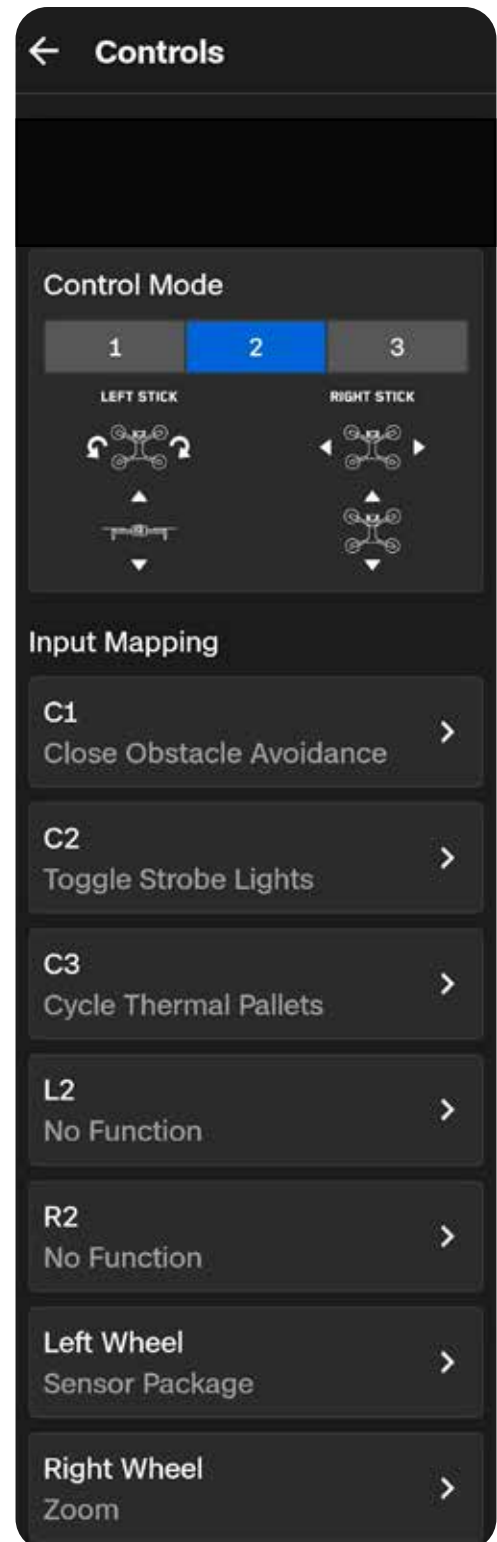 Controls
Control Mode
1 2 3
LEFT STICK RIGHT STICK
Input Mapping
C1
Close Obstacle Avoidance
C2
Toggle Strobe Lights
C3
Cycle Thermal Pallets
L2
No Function
R2
No Function
Left Wheel
Sensor Package
Right Wheel
Zoom